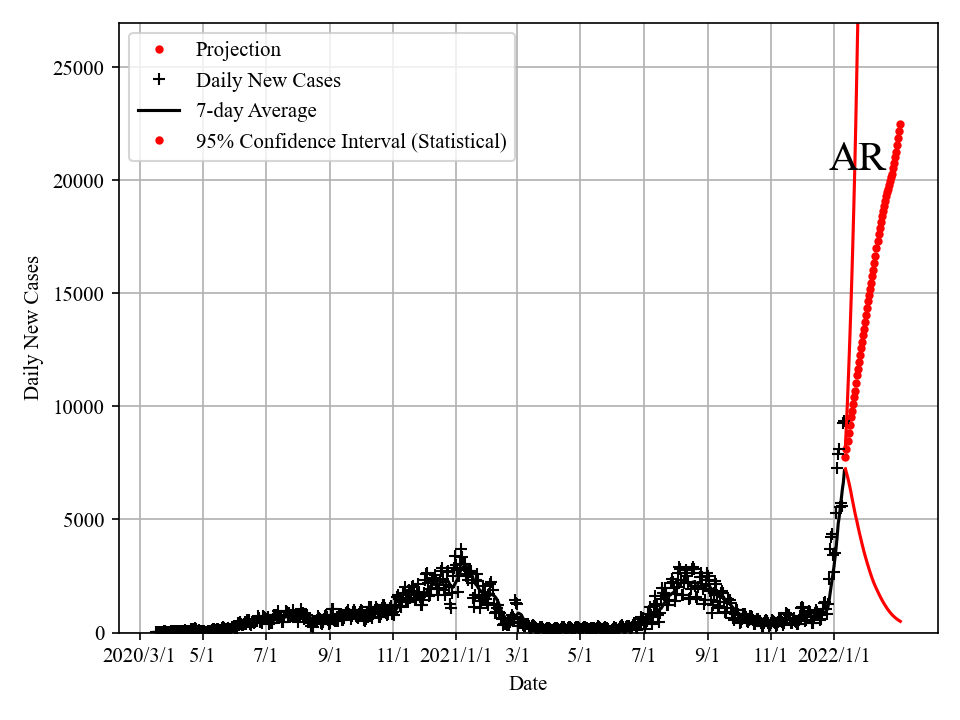 Projection
Daily New Cases
7-day Average
95% Confidence Interval (Statistical)
AR
25000
20000
15000
10000
5000
0
Daily New Cases
2020/3/1 5/1 7/1 9/1 11/1 2021/1/1 3/1 5/1 7/1 9/1 11/1 2022/1/1
Date